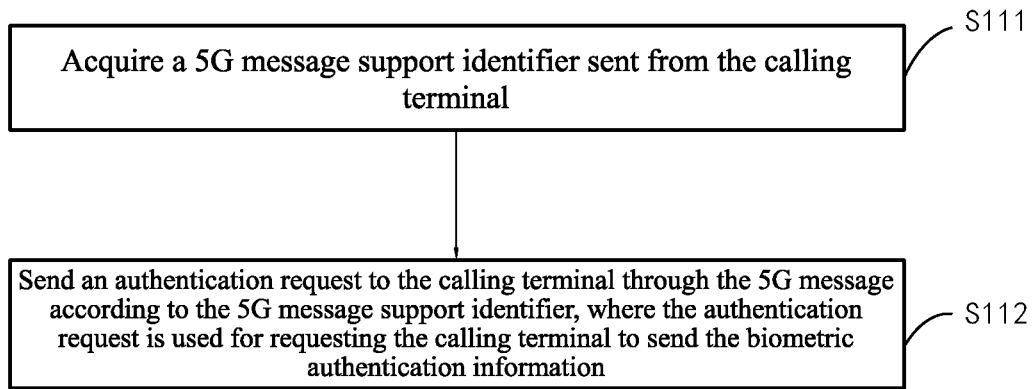 S111
Acquire a 5G message support identifier sent from the calling
terminal
Send an authentication request to the calling terminal through the 5G message
according to the 5G message support identifier, where the authentication
request is used for requesting the calling terminal to send the biometric
authentication information
S112